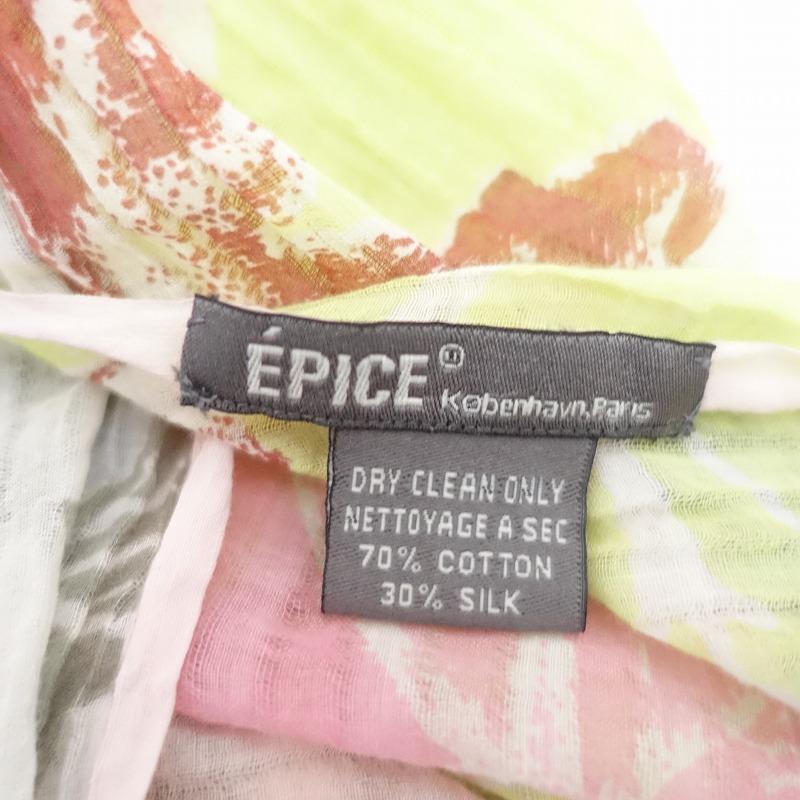 ÉPICE ®
København.Paris
DRY CLEAN ONLY
NETTOYAGE A SEC
70% COTTON
30% SILK